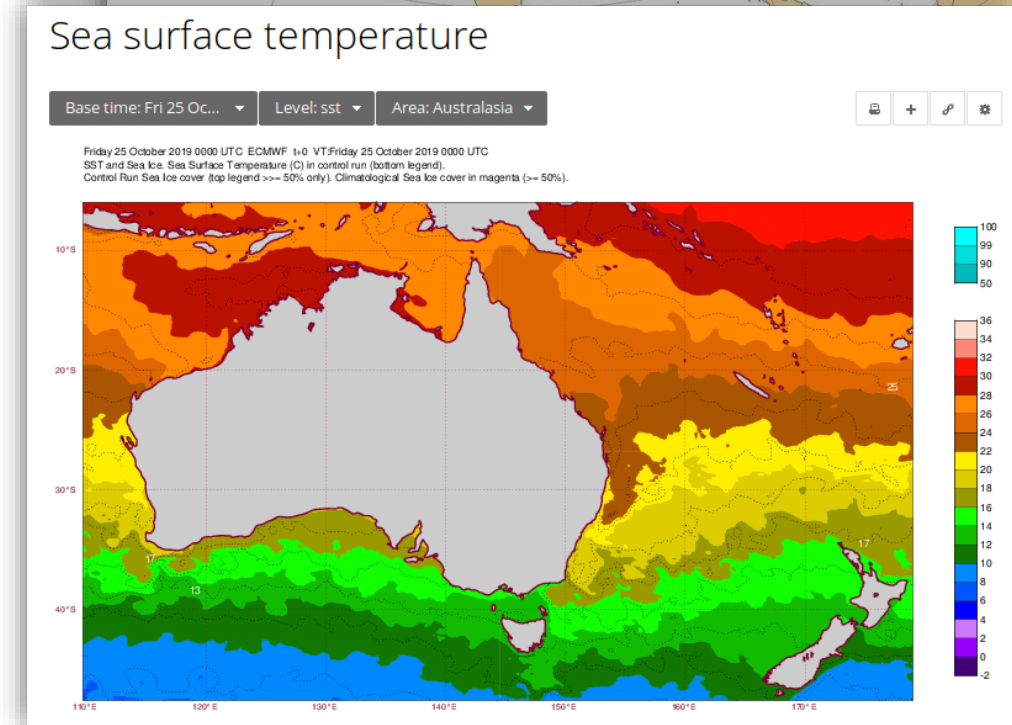 Sea surface temperature
Base time: Fri 25 Oc...
Level: sst
Area: Australasia
Friday 25 October 2019 0000 UTC ECMWF t+0 VT:Friday 25 October 2019 0000 UTC
SST and Sea Ice. Sea Surface Temperature (C) in control run (bottom legend).
Control Run Sea Ice cover (top legend >>= 50% only). Climatological Sea Ice cover in magenta (>= 50%).
10°S
20°S
30°S
40°S
110°E
120°E
130°E
140°E
150°E
160°E
170°E
25
17
13
17
100
99
90
50
36
34
32
30
28
26
24
22
20
18
16
14
12
10
8
6
4
2
0
-2